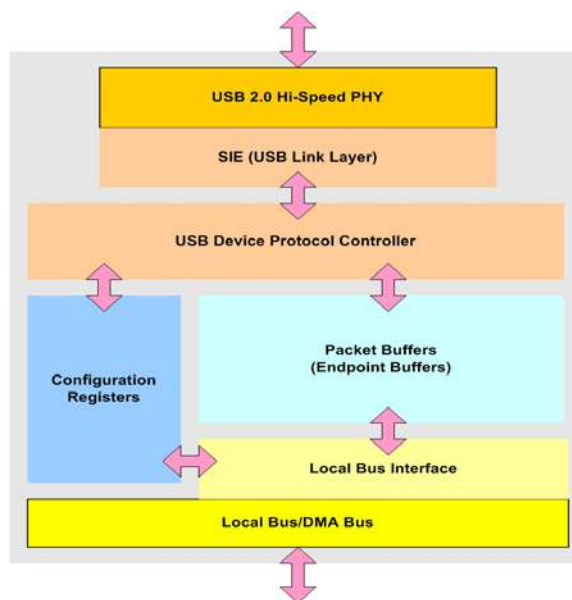 USB 2.0 Hi-Speed PHY
SIE (USB Link Layer)
USB Device Protocol Controller
Configuration
Registers
Packet Buffers
(Endpoint Buffers)
Local Bus Interface
Local Bus/DMA Bus